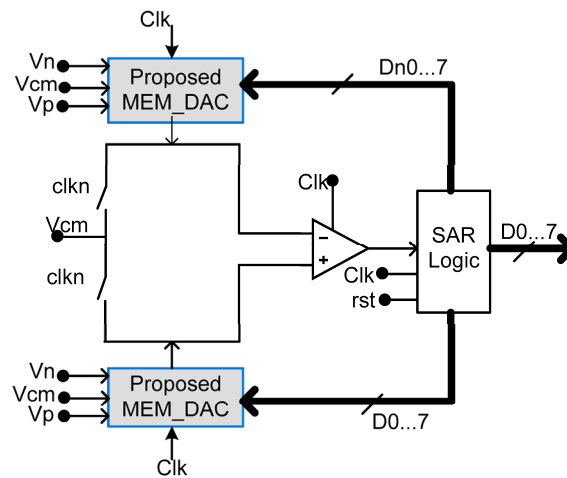 Clk
Vn
Vcm
Vp
Proposed
MEM_DAC
Dn0...7
clkn
Vcm
clkn
Clk
−
+
SAR
Logic
D0...7
Clk
rst
Vn
Vcm
Vp
Proposed
MEM_DAC
D0...7
Clk